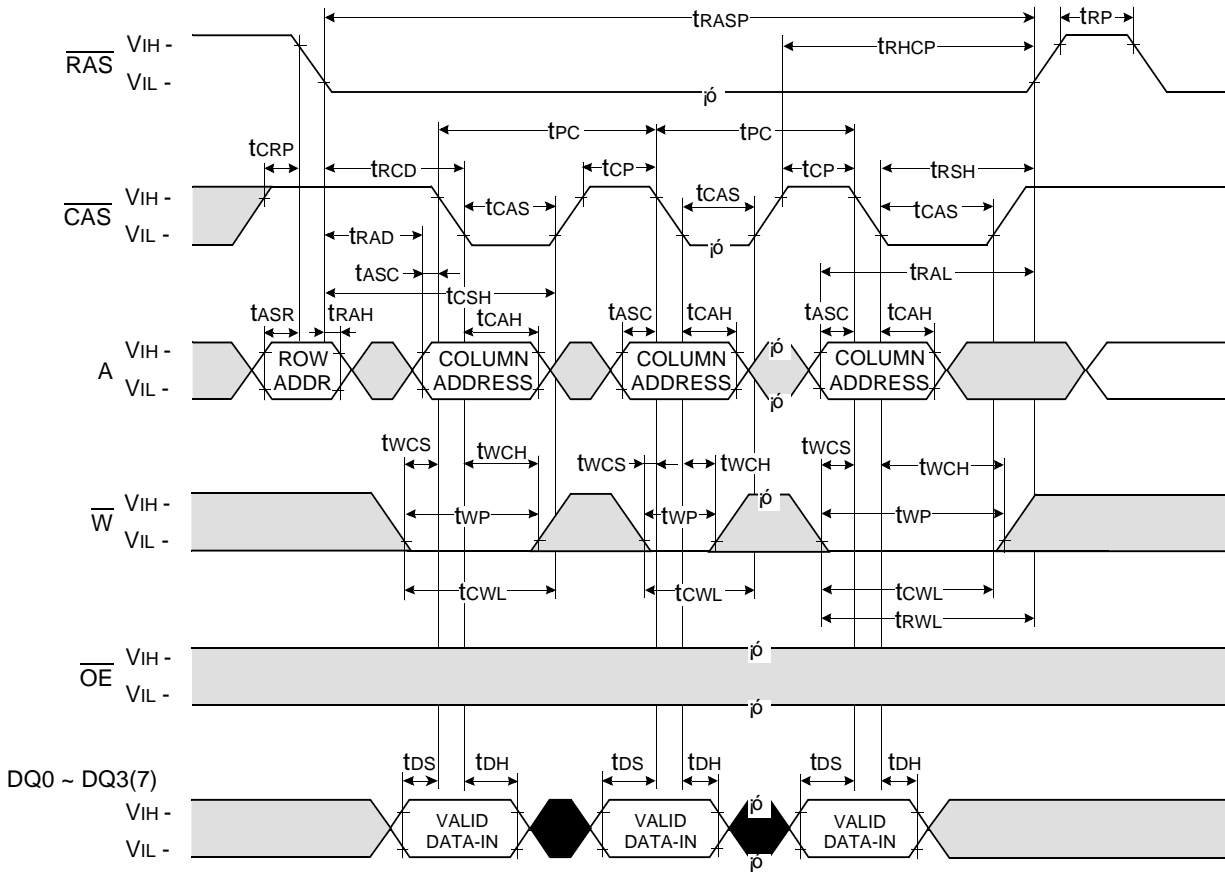 tRASP
tRP
tRHCP
RAS VIH -
VIL -
¡ó
tCRP
tRCD
tPC
tPC
tCP
tCP
tRSH
CAS VIH -
VIL -
tCAS
tCAS
tCAS
¡ó
tRAD
tASC
tCSH
tRAL
tASR
tRAH
tCAH
tASC
tCAH
tASC
tCAH
A VIH -
VIL -
ROW
ADDR.
COLUMN
ADDRESS
COLUMN
ADDRESS
¡ó
¡ó
COLUMN
ADDRESS
tWCS
tWCH
tWCS
tWCH
tWCS
tWCH
W VIH -
VIL -
tWP
tWP
¡ó
tWP
tCWL
tCWL
tCWL
tRWL
OE VIH -
VIL -
¡ó
¡ó
tDS
tDH
tDS
tDH
tDS
tDH
DQ0 ~ DQ3(7)
VIH -
VIL -
VALID
DATA-IN
VALID
DATA-IN
¡ó
¡ó
VALID
DATA-IN